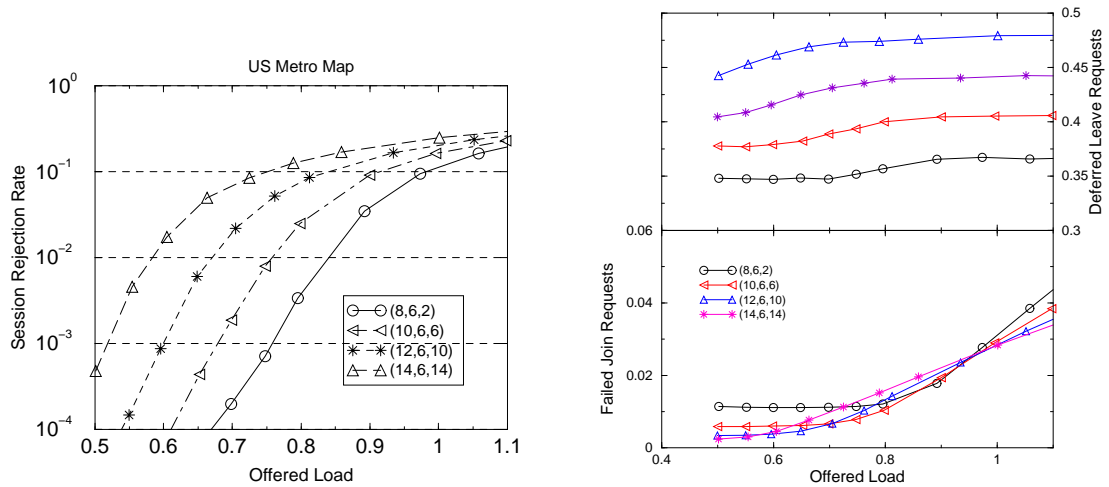 US Metro Map
10^0
10^-1
10^-2
10^-3
10^-4
Session Rejection Rate
(8,6,2)
(10,6,6)
(12,6,10)
(14,6,14)
0.5 0.6 0.7 0.8 0.9 1 1.1
Offered Load
0.5
0.45
0.4
0.35
0.3
Deferred Leave Requests
0.06
0.04
0.02
0
Failed Join Requests
(8,6,2)
(10,6,6)
(12,6,10)
(14,6,14)
0.4 0.6 0.8 1
Offered Load